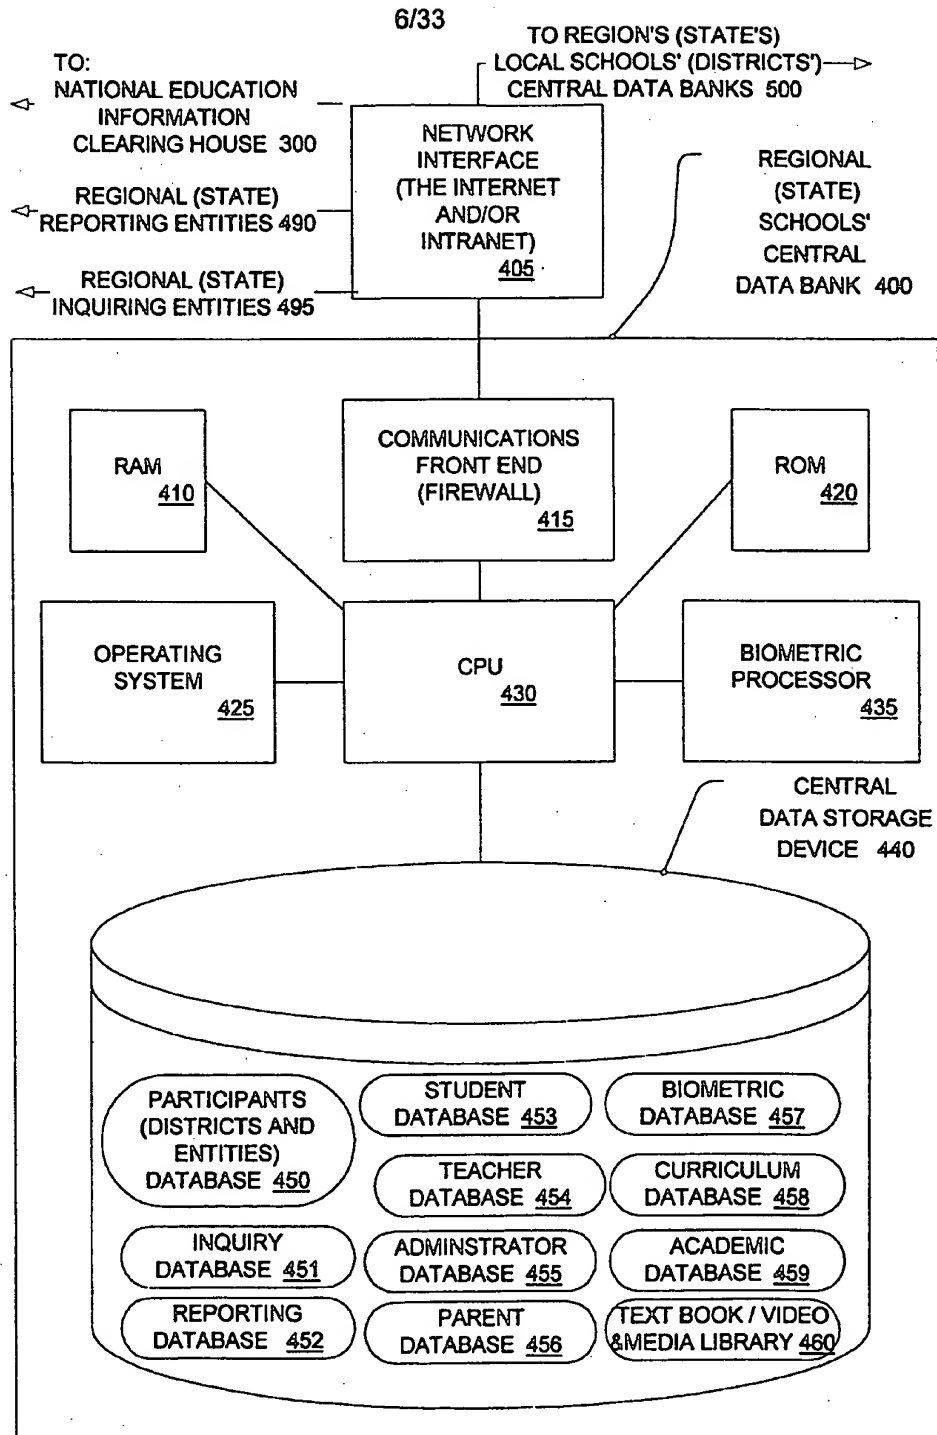 6/33
TO:
NATIONAL EDUCATION
INFORMATION
CLEARING HOUSE 300
REGIONAL (STATE)
REPORTING ENTITIES 490
REGIONAL (STATE)
INQUIRING ENTITIES 495
TO REGION'S (STATE'S)
LOCAL SCHOOLS' (DISTRICTS')
CENTRAL DATA BANKS 500
NETWORK
INTERFACE
(THE INTERNET
AND/OR
INTRANET)
405
REGIONAL
(STATE)
SCHOOLS'
CENTRAL
DATA BANK 400
RAM
410
COMMUNICATIONS
FRONT END
(FIREWALL)
415
ROM
420
OPERATING
SYSTEM
425
CPU
430
BIOMETRIC
PROCESSOR
435
CENTRAL
DATA STORAGE
DEVICE 440
PARTICIPANTS
(DISTRICTS AND
ENTITIES)
DATABASE 450
INQUIRY
DATABASE 451
REPORTING
DATABASE 452
STUDENT
DATABASE 453
TEACHER
DATABASE 454
ADMINSTRATOR
DATABASE 455
PARENT
DATABASE 456
BIOMETRIC
DATABASE 457
CURRICULUM
DATABASE 458
ACADEMIC
DATABASE 459
TEXT BOOK / VIDEO
&MEDIA LIBRARY 460